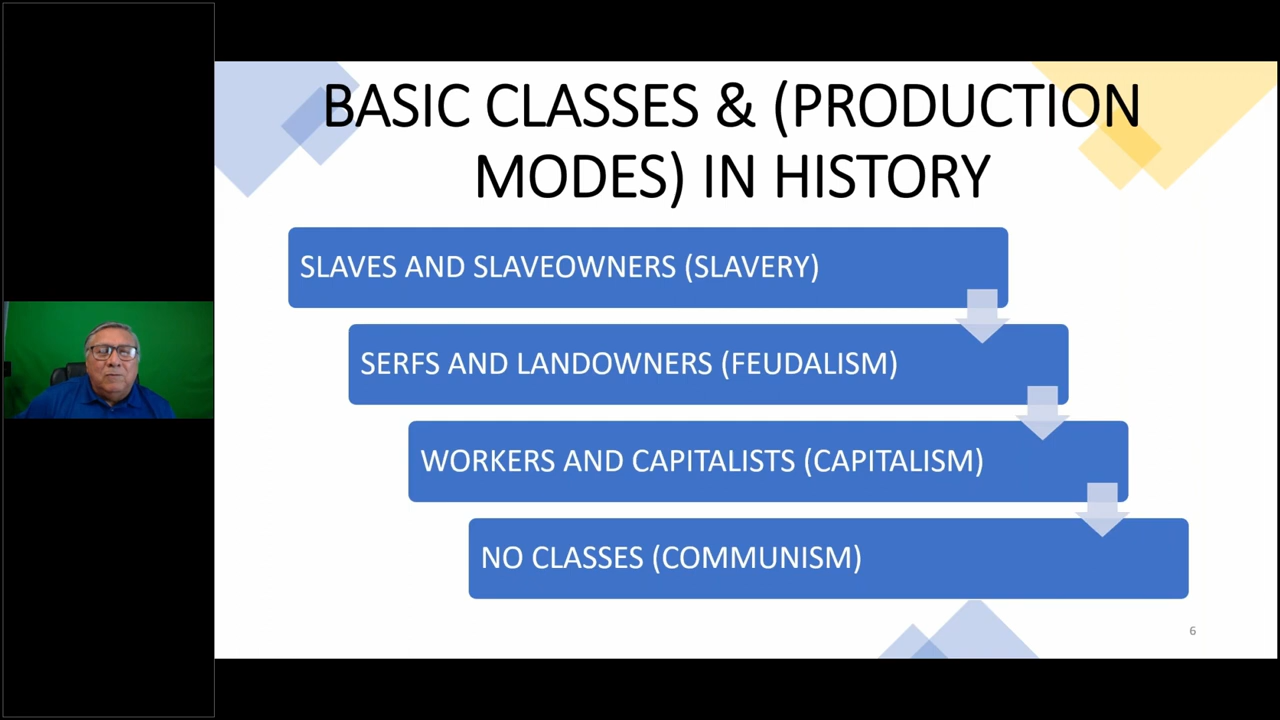 BASIC CLASSES & (PRODUCTION
MODES) IN HISTORY
SLAVES AND SLAVEOWNERS (SLAVERY)
SERFS AND LANDOWNERS (FEUDALISM)
WORKERS AND CAPITALISTS (CAPITALISM)
NO CLASSES (COMMUNISM)
6